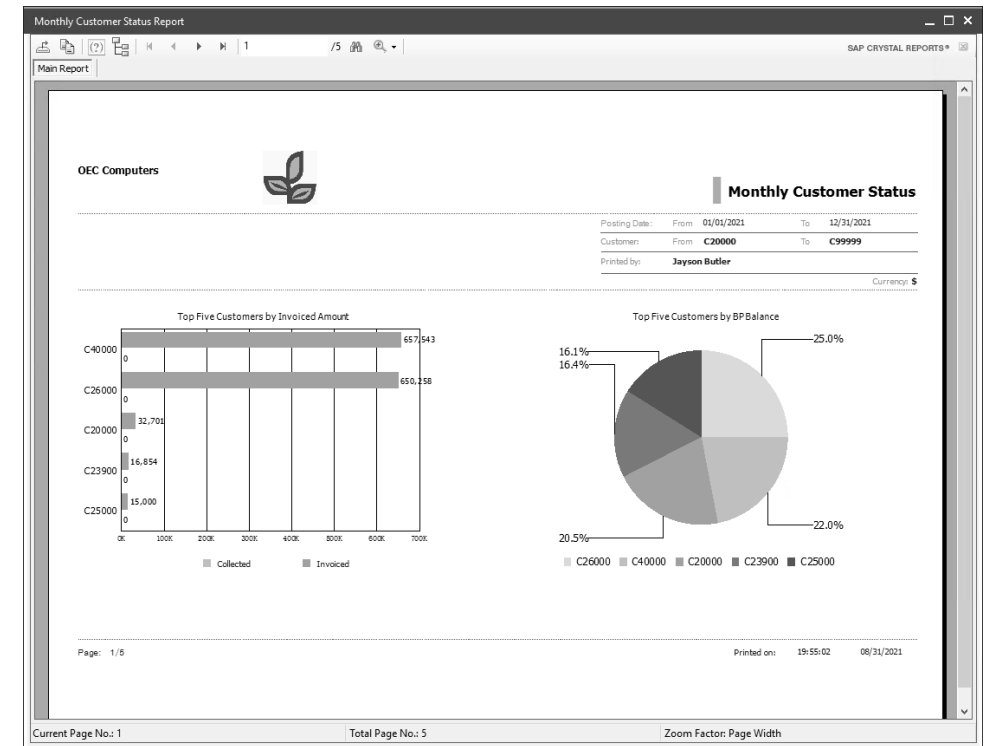 Monthly Customer Status Report
1 /5 SAP CRYSTAL REPORTS®
Main Report
OEC Computers
Monthly Customer Status
Posting Date: From 01/01/2021 To 12/31/2021
Customer: From C20000 To C99999
Printed by: Jayson Butler
Currency: $
Top Five Customers by Invoiced Amount
C40000 657,543
0
C26000 650,258
0
C20000 32,701
0
C23900 16,854
0
C25000 15,000
0
0K 100K 200K 300K 400K 500K 600K 700K
Collected Invoiced
Top Five Customers by BP Balance
25.0%
16.1%
16.4%
22.0%
20.5%
C26000 C40000 C20000 C23900 C25000
Page: 1/5 Printed on: 19:55:02 08/31/2021
Current Page No.: 1 Total Page No.: 5 Zoom Factor: Page Width